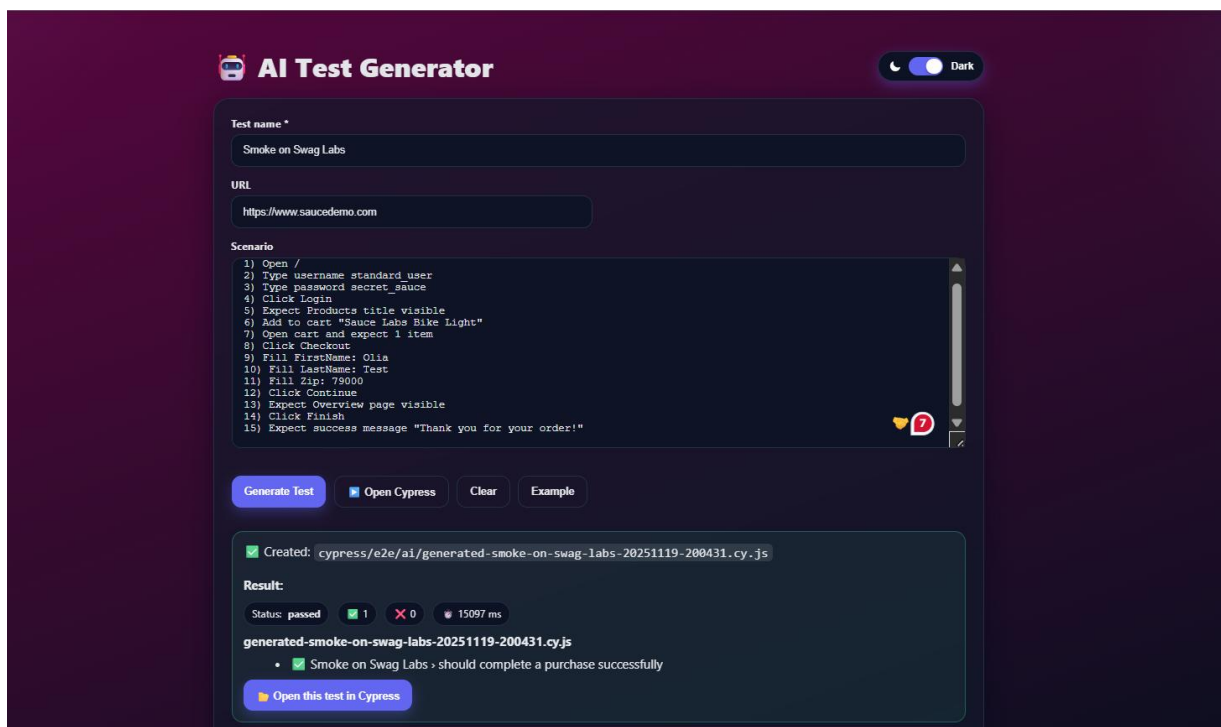 AI Test Generator
Dark
Test name *
Smoke on Swag Labs
URL
https://www.saucedemo.com
Scenario
1) Open /
2) Type username standard_user
3) Type password secret_sauce
4) Click Login
5) Expect Products title visible
6) Add to cart "Sauce Labs Bike Light"
7) Open cart and expect 1 item
8) Click Checkout
9) Fill FirstName: Olia
10) Fill LastName: Test
11) Fill Zip: 79000
12) Click Continue
13) Expect Overview page visible
14) Click Finish
15) Expect success message "Thank you for your order!"
7
Generate Test Open Cypress Clear Example
Created: cypress/e2e/ai/generated-smoke-on-swag-labs-20251119-200431.cy.js
Result:
Status: passed 1 0 15097 ms
generated-smoke-on-swag-labs-20251119-200431.cy.js
Smoke on Swag Labs › should complete a purchase successfully
Open this test in Cypress